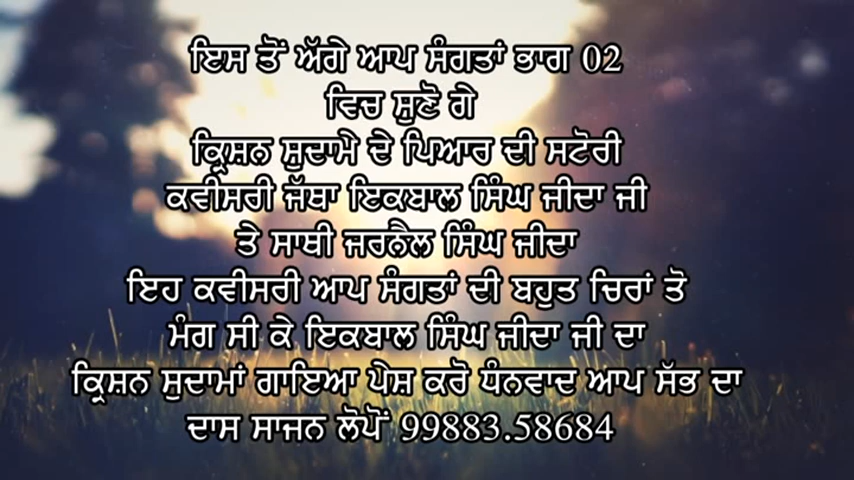 ਇਸ ਤੋਂ ਅੱਗੇ ਆਪ ਸੰਗਤਾਂ ਭਾਗ 02
ਵਿਚ ਸੁਣੋ ਗੇ
ਕ੍ਰਿਸ਼ਨ ਸੁਦਾਮੇ ਦੇ ਪਿਆਰ ਦੀ ਸਟੋਰੀ
ਕਵੀਸਰੀ ਜੱਥਾ ਇਕਬਾਲ ਸਿੰਘ ਜੀਦਾ ਜੀ
ਤੇ ਸਾਥੀ ਜਰਨੈਲ ਸਿੰਘ ਜੀਦਾ
ਇਹ ਕਵੀਸਰੀ ਆਪ ਸੰਗਤਾਂ ਦੀ ਬਹੁਤ ਚਿਰਾਂ ਤੋ
ਮੰਗ ਸੀ ਕੇ ਇਕਬਾਲ ਸਿੰਘ ਜੀਦਾ ਜੀ ਦਾ
ਕ੍ਰਿਸ਼ਨ ਸੁਦਾਮਾਂ ਗਾਇਆ ਪੇਸ਼ ਕਰੋ ਧੰਨਵਾਦ ਆਪ ਸੱਭ ਦਾ
ਦਾਸ ਸਾਜਨ ਲੋਪੋਂ 99883.58684